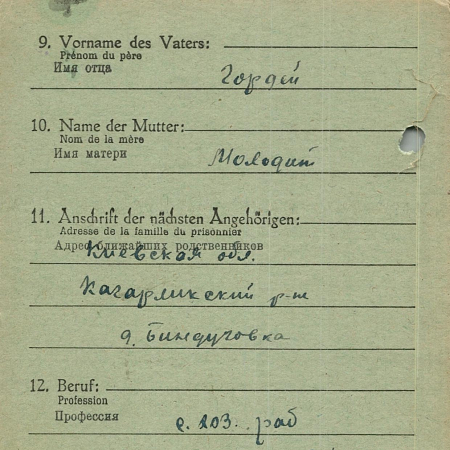 9. Vorname des Vaters:
Prénom du père
Имя отца
Гордей
10. Name der Mutter:
Nom de la mère
Имя матери
Молодит
11. Anschrift der nächsten Angehörigen:
Adresse de la famille du prisonnier
Адрес ближайших родственников
Киевская обл.
Кагарликский р-н
д. Биндуговка
12. Beruf:
Profession
Профессия
с. хоз. раб